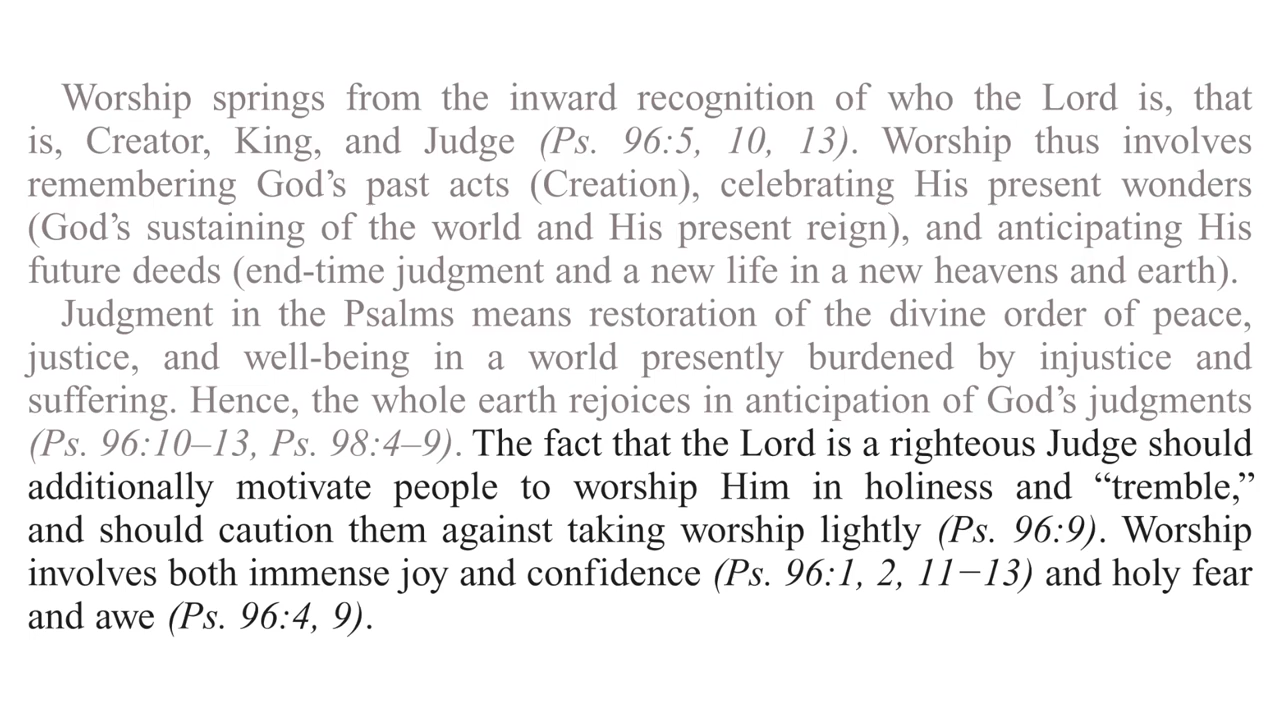 Worship springs from the inward recognition of who the Lord is, that
is, Creator, King, and Judge (Ps. 96:5, 10, 13). Worship thus involves
remembering God’s past acts (Creation), celebrating His present wonders
(God’s sustaining of the world and His present reign), and anticipating His
future deeds (end-time judgment and a new life in a new heavens and earth).
Judgment in the Psalms means restoration of the divine order of peace,
justice, and well-being in a world presently burdened by injustice and
suffering. Hence, the whole earth rejoices in anticipation of God’s judgments
(Ps. 96:10–13, Ps. 98:4–9). The fact that the Lord is a righteous Judge should
additionally motivate people to worship Him in holiness and “tremble,”
and should caution them against taking worship lightly (Ps. 96:9). Worship
involves both immense joy and confidence (Ps. 96:1, 2, 11−13) and holy fear
and awe (Ps. 96:4, 9).